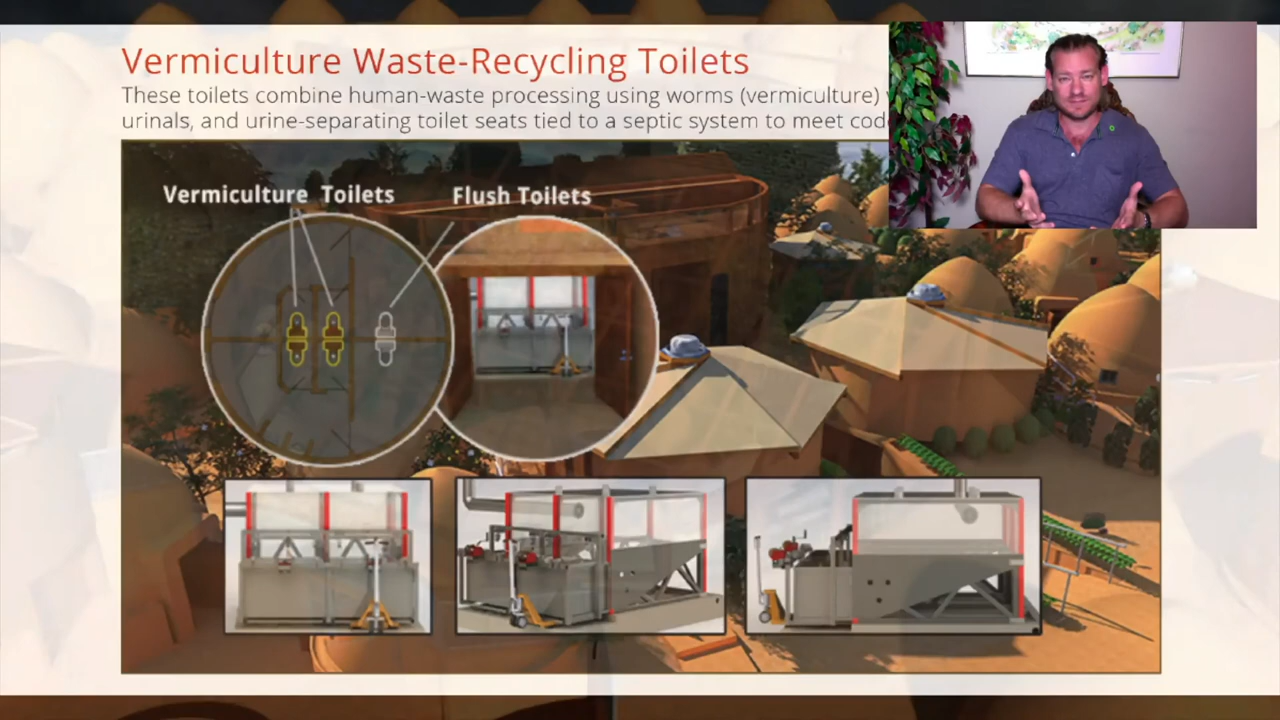 Vermiculture Waste-Recycling Toilets
These toilets combine human-waste processing using worms (vermiculture)
urinals, and urine-separating toilet seats tied to a septic system to meet
Vermiculture Toilets
Flush Toilets